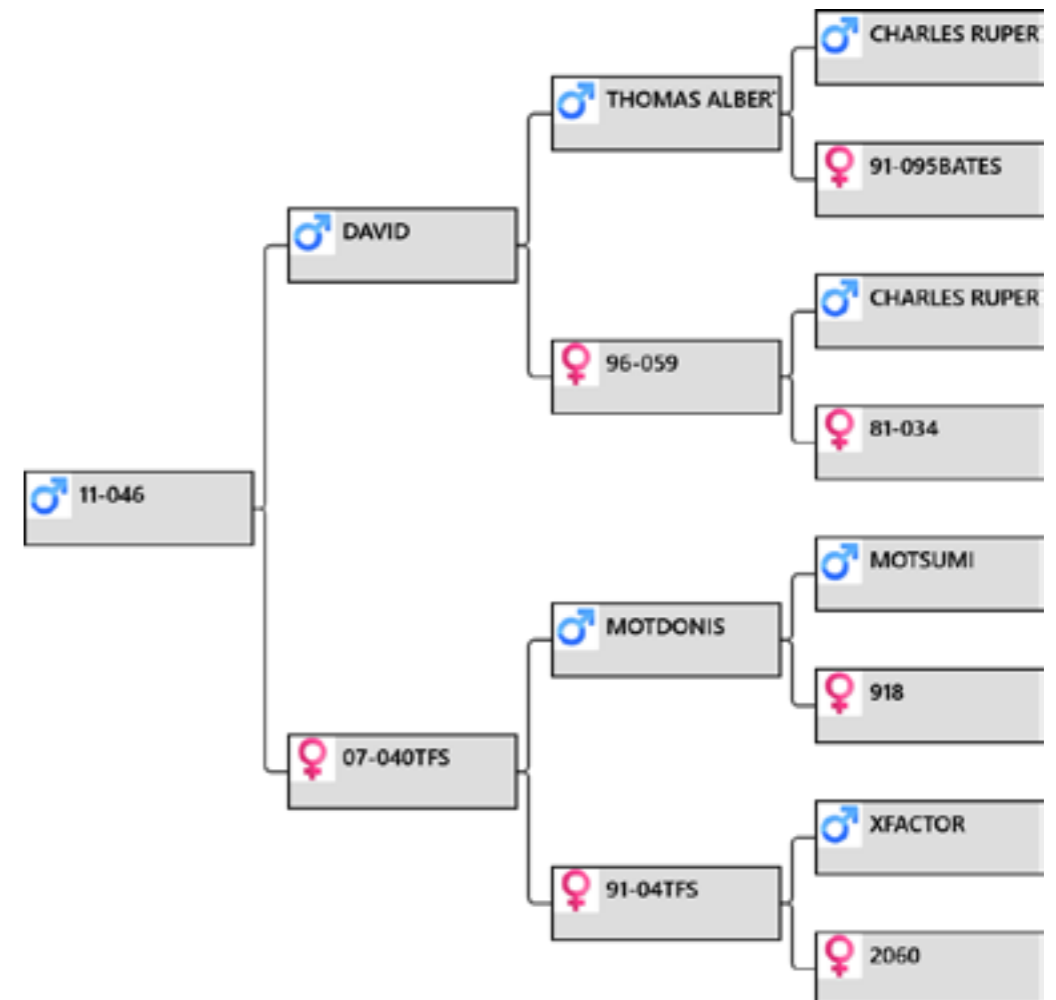 CHARLES RUPER
THOMAS ALBER
91-095BATES
DAVID
CHARLES RUPER
96-059
81-034
11-046
MOTSUMI
MOTDONIS
918
07-040TFS
XFACTOR
91-04TFS
2060